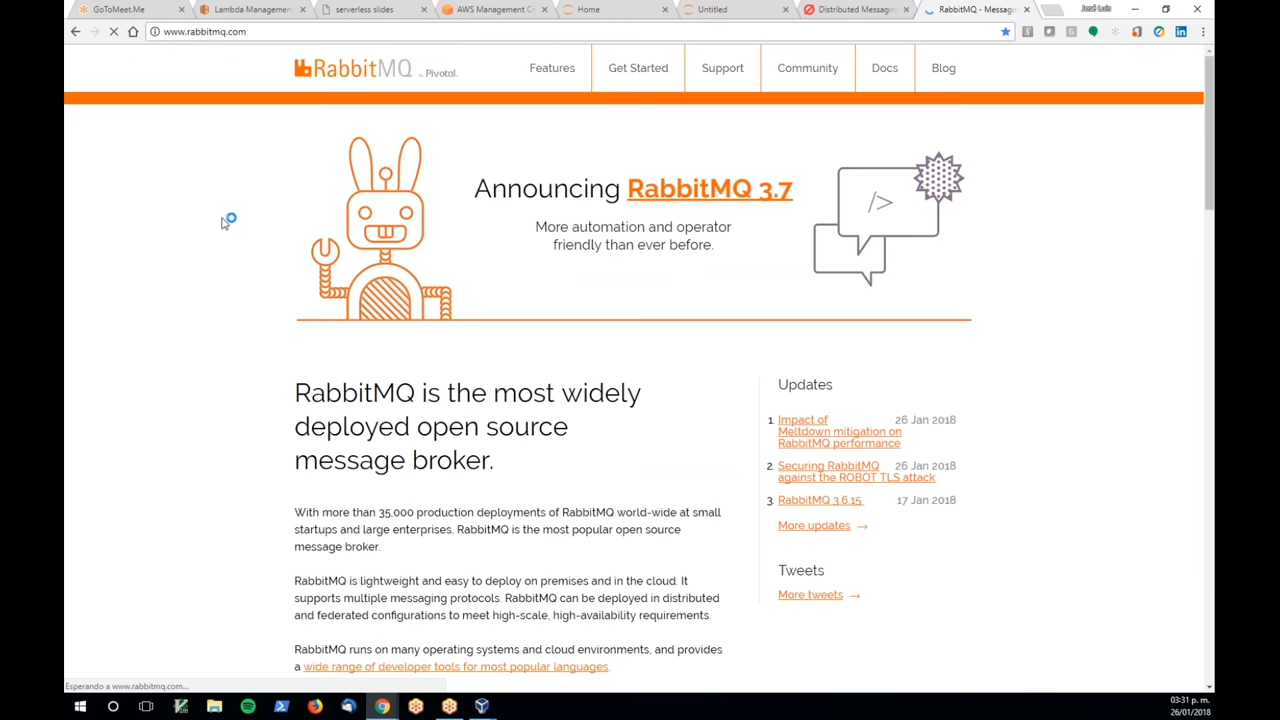 GoToMeet.Me
Lambda Management
serverless slides
AWS Management Co
Home
Untitled
Distributed Messaging
RabbitMQ - Messagin
José Luis
www.rabbitmq.com
RabbitMQ by Pivotal.
Features
Get Started
Support
Community
Docs
Blog
Announcing RabbitMQ 3.7
More automation and operator
friendly than ever before.
/>
RabbitMQ is the most widely
deployed open source
message broker.
With more than 35,000 production deployments of RabbitMQ world-wide at small
startups and large enterprises, RabbitMQ is the most popular open source
message broker.
RabbitMQ is lightweight and easy to deploy on premises and in the cloud. It
supports multiple messaging protocols. RabbitMQ can be deployed in distributed
and federated configurations to meet high-scale, high-availability requirements.
RabbitMQ runs on many operating systems and cloud environments, and provides
a wide range of developer tools for most popular languages.
Updates
1. Impact of 26 Jan 2018
Meltdown mitigation on
RabbitMQ performance
2. Securing RabbitMQ 26 Jan 2018
against the ROBOT TLS attack
3. RabbitMQ 3.6.15 17 Jan 2018
More updates →
Tweets
More tweets →
Esperando a www.rabbitmq.com...
03:31 p. m.
26/01/2018